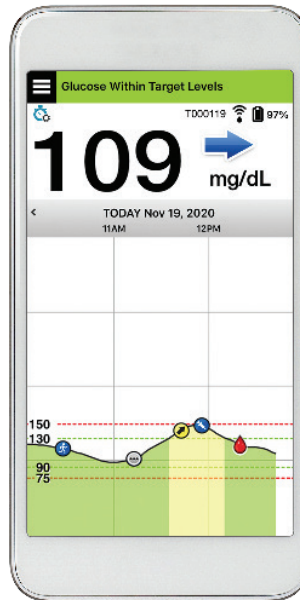 Glucose Within Target Levels
T000119 97%
109
mg/dL
< TODAY Nov 19, 2020
11AM 12PM
150
130
90
75